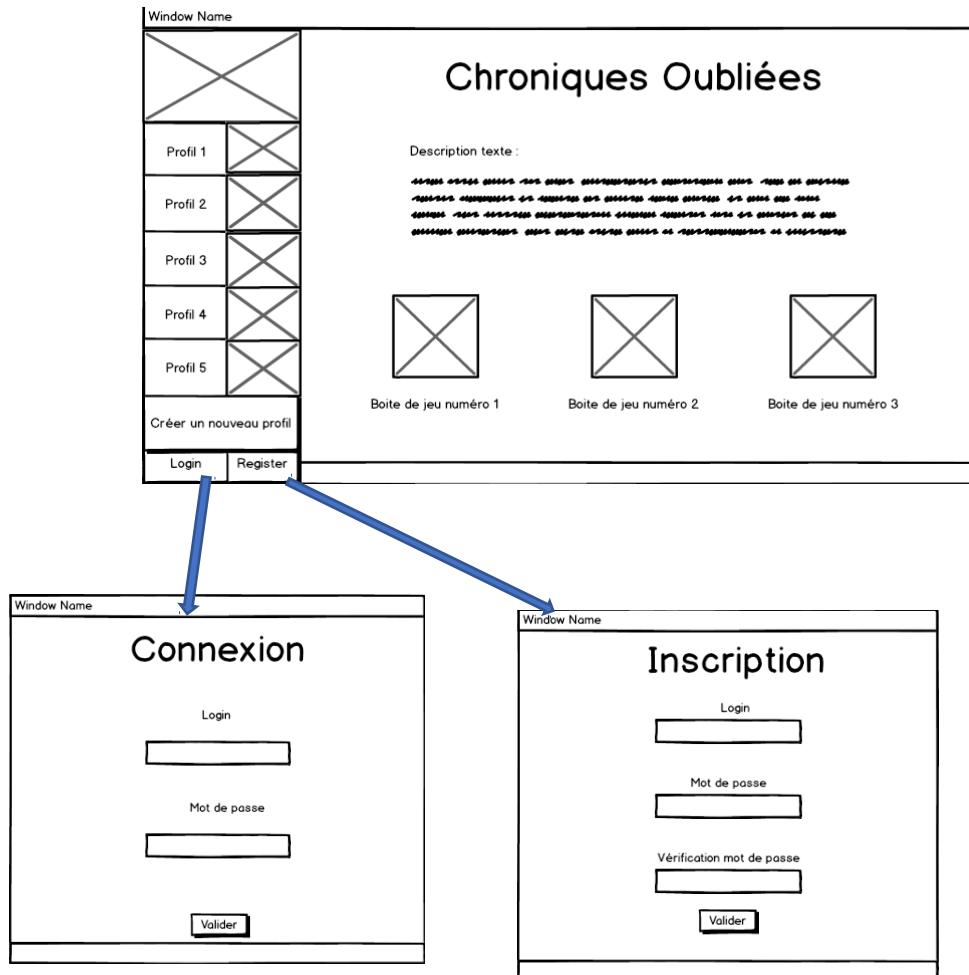 Window Name
Chroniques Oubliées
Profil 1
Profil 2
Profil 3
Profil 4
Profil 5
Créer un nouveau profil
Login Register
Description texte :
Boite de jeu numéro 1 Boite de jeu numéro 2 Boite de jeu numéro 3
Window Name
Connexion
Login
Mot de passe
Valider
Window Name
Inscription
Login
Mot de passe
Vérification mot de passe
Valider